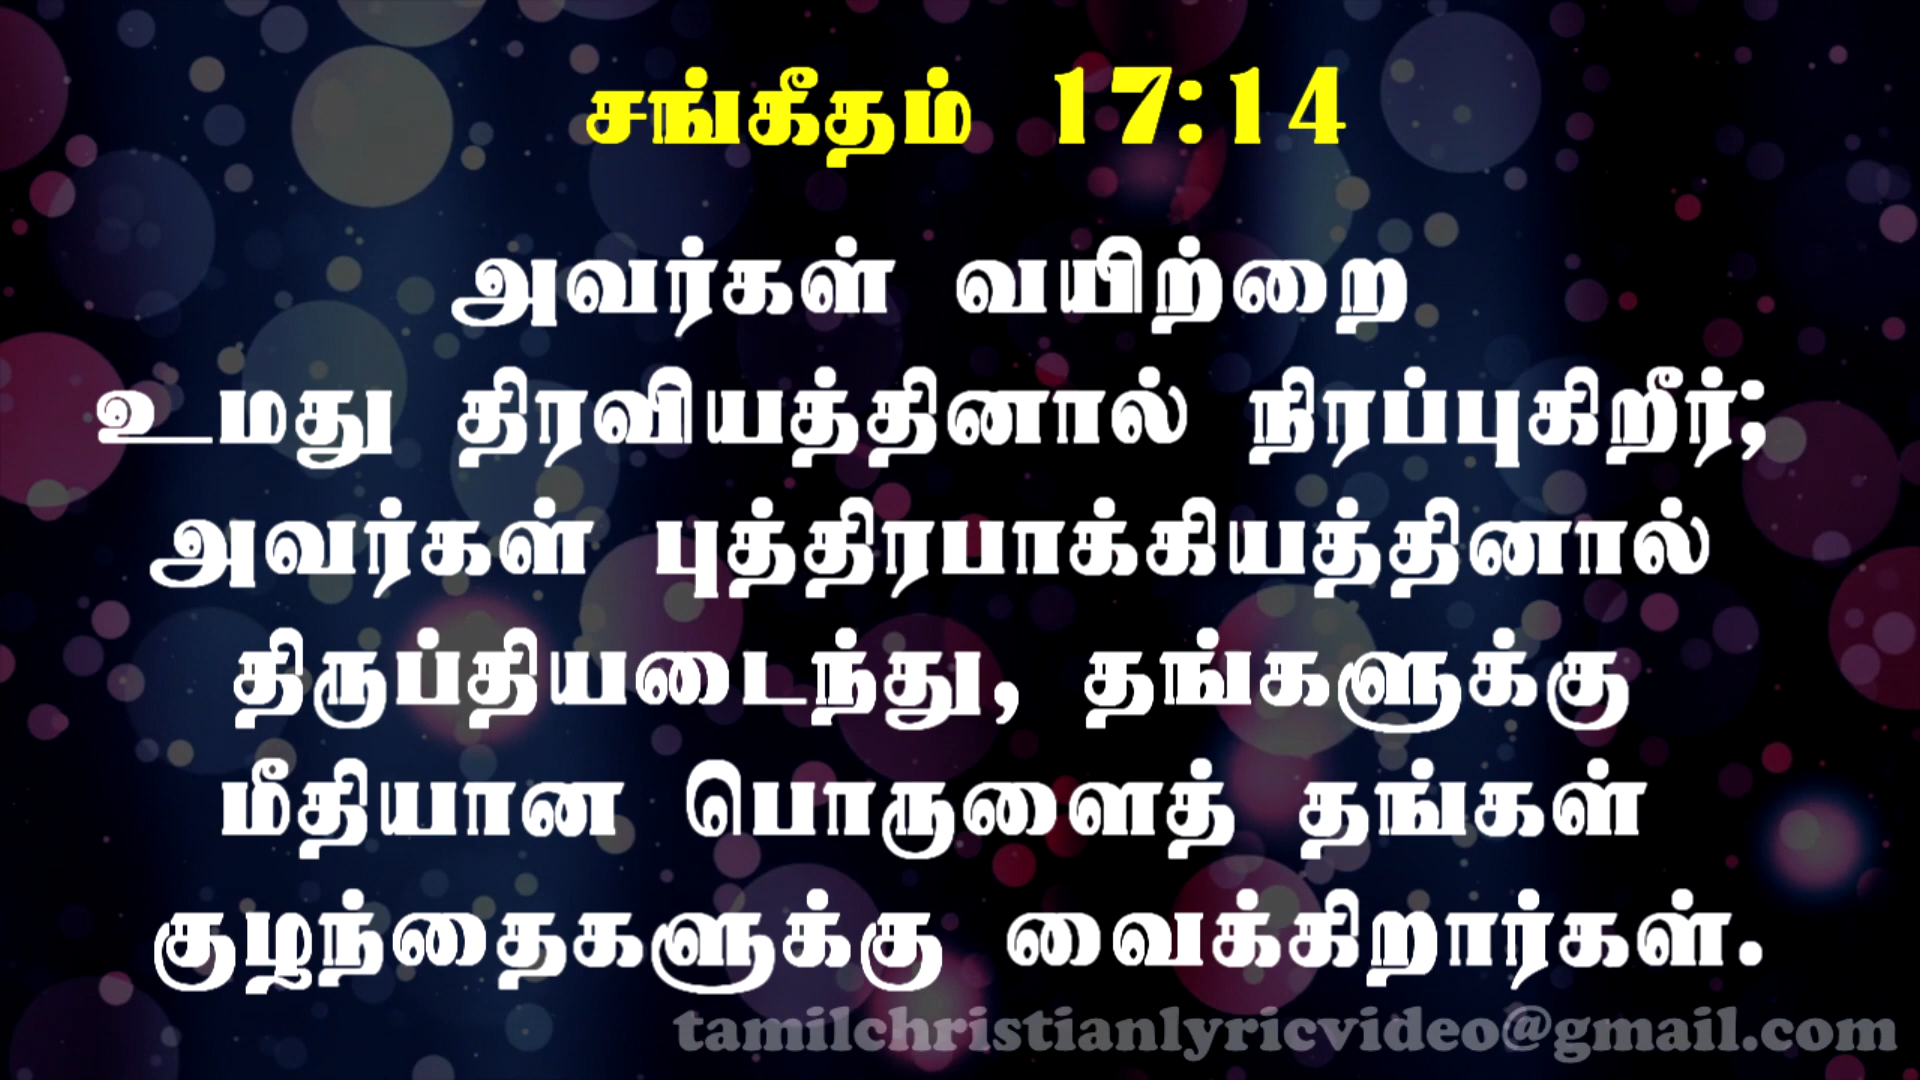 சங்கீதம் 17:14
அவர்கள் வயிற்றை
உமது திரவியத்தினால் நிரப்புகிறீர்;
அவர்கள் புத்திரபாக்கியத்தினால்
திருப்தியடைந்து, தங்களுக்கு
மீதியான பொருளைத் தங்கள்
குழந்தைகளுக்கு வைக்கிறார்கள்.
tamilchristianlyricvideo@gmail.com